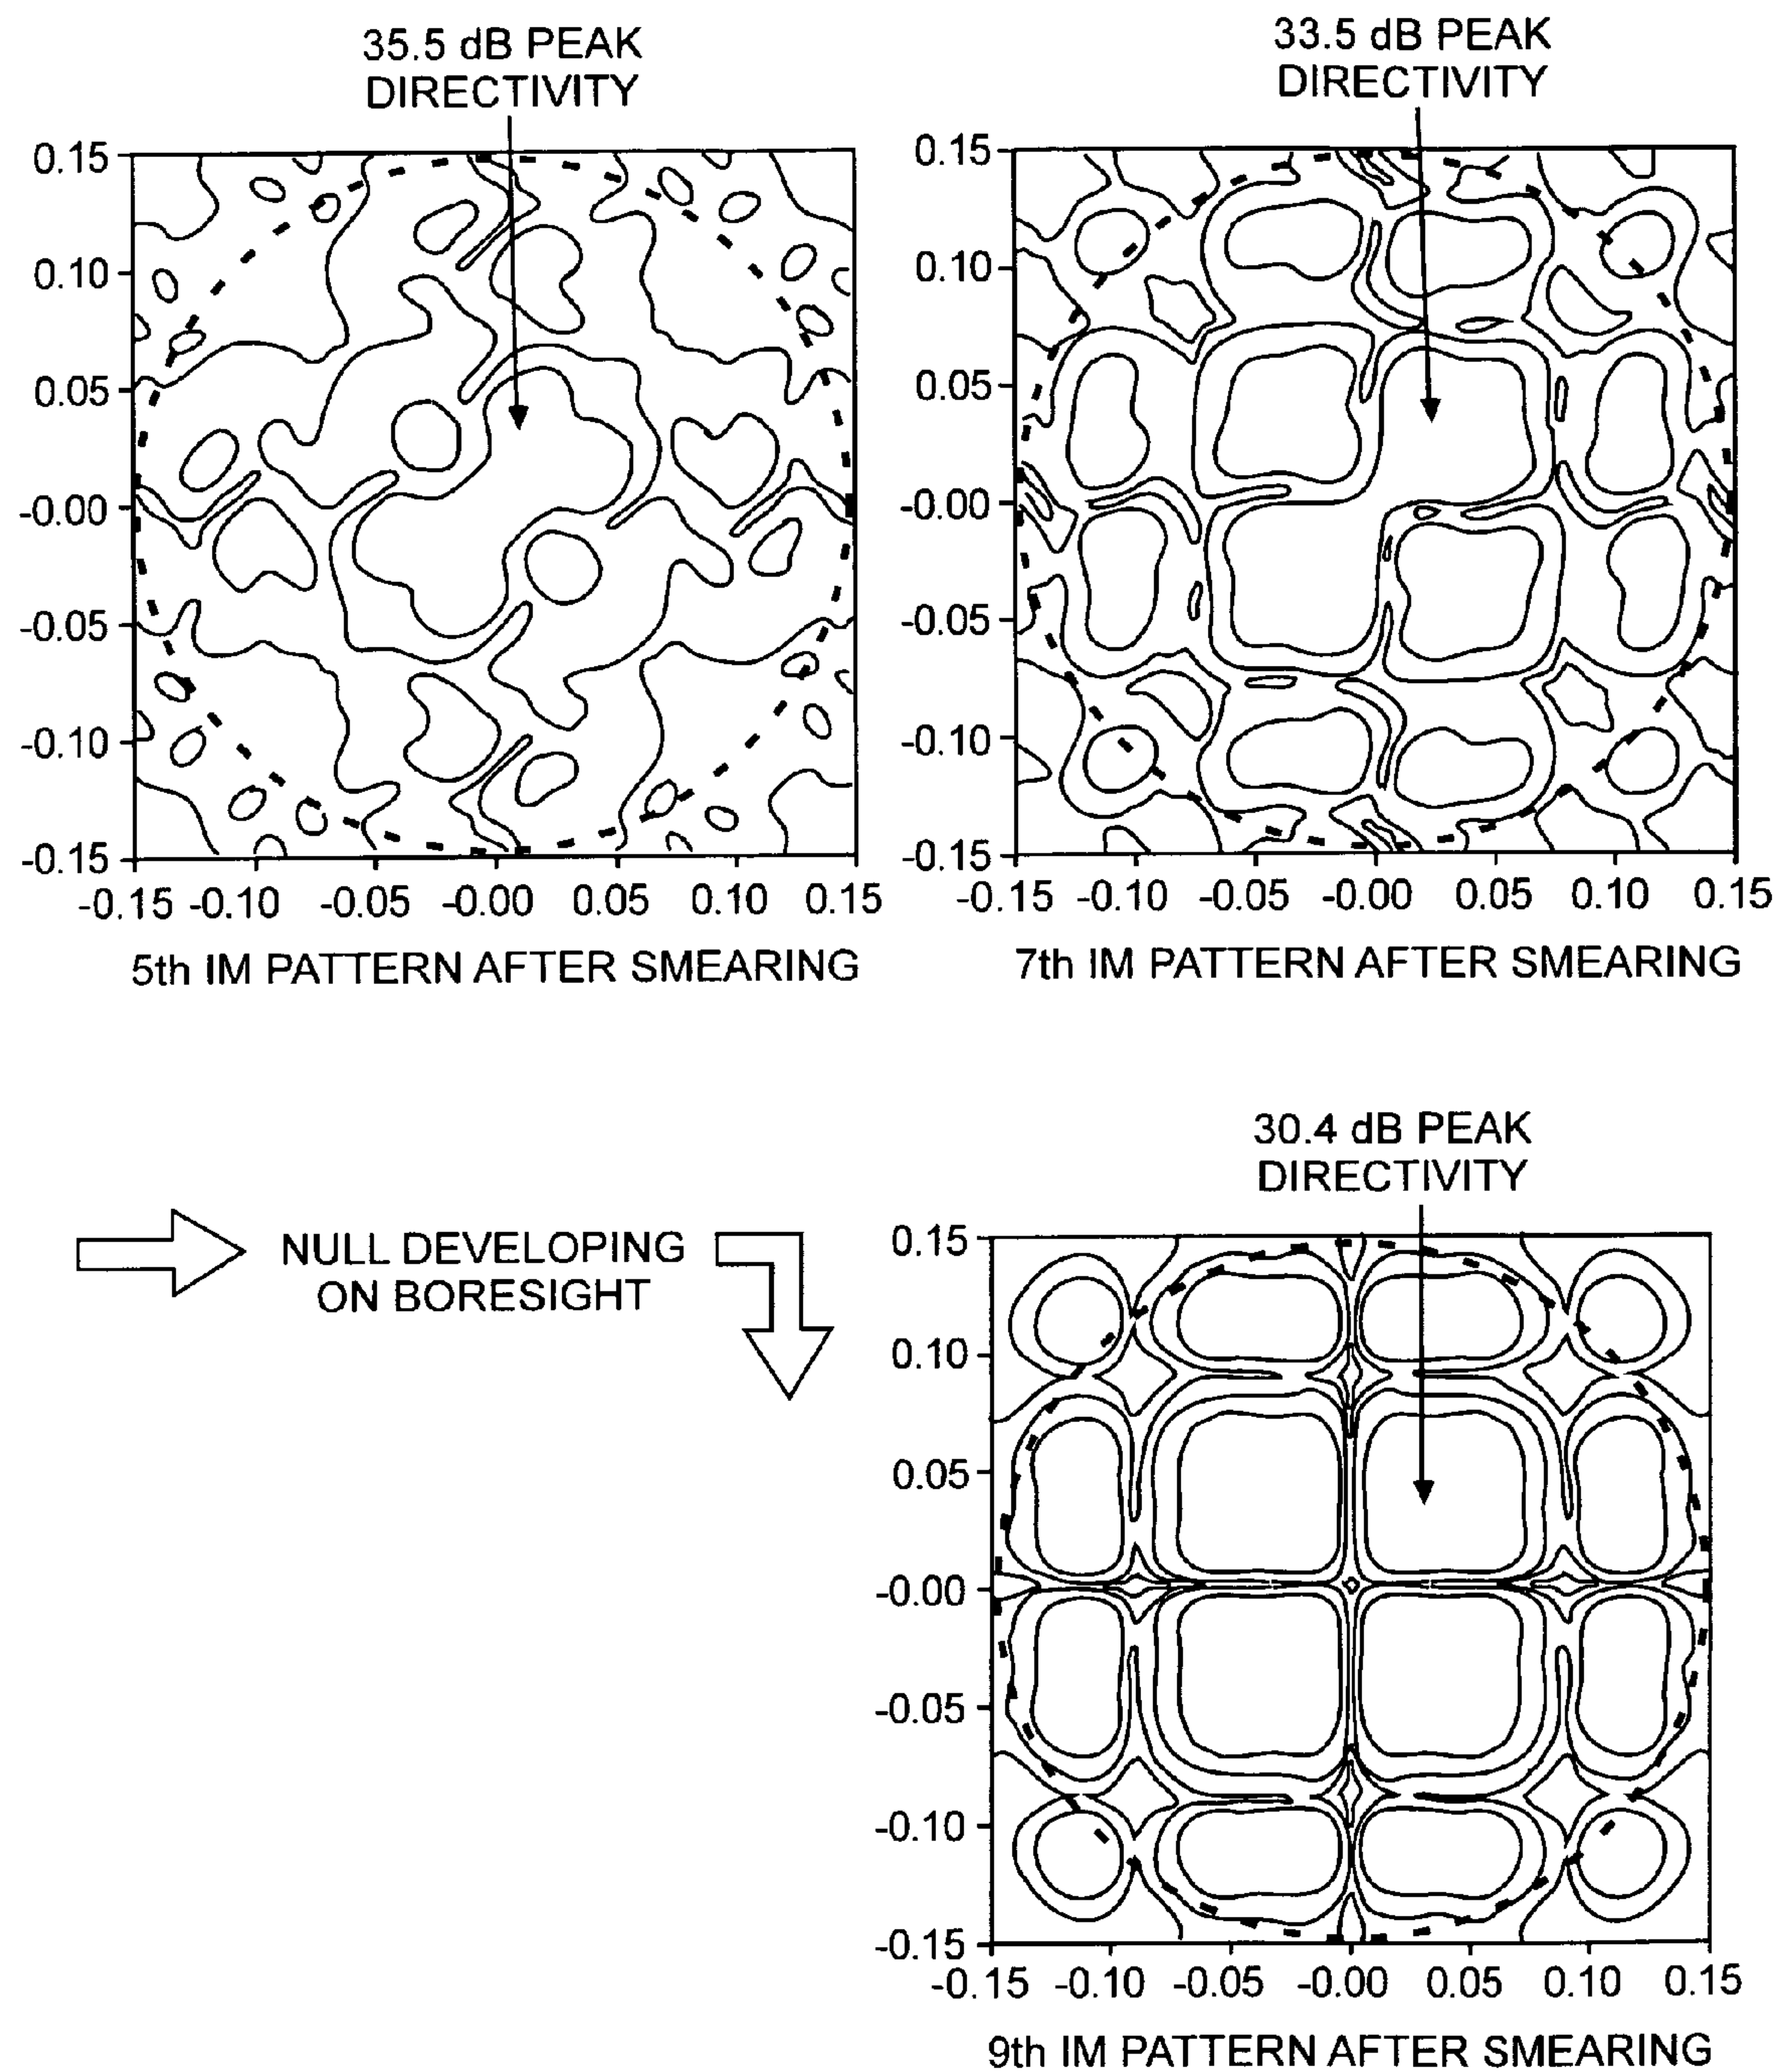 35.5 dB PEAK
DIRECTIVITY
0.15
0.10
0.05
-0.00
-0.05
-0.10
-0.15
-0.15 -0.10 -0.05 -0.00 0.05 0.10 0.15
5th IM PATTERN AFTER SMEARING
33.5 dB PEAK
DIRECTIVITY
0.15
0.10
0.05
-0.00
-0.05
-0.10
-0.15
-0.15 -0.10 -0.05 -0.00 0.05 0.10 0.15
7th IM PATTERN AFTER SMEARING
NULL DEVELOPING
ON BORESIGHT
30.4 dB PEAK
DIRECTIVITY
0.15
0.10
0.05
-0.00
-0.05
-0.10
-0.15
-0.15 -0.10 -0.05 -0.00 0.05 0.10 0.15
9th IM PATTERN AFTER SMEARING